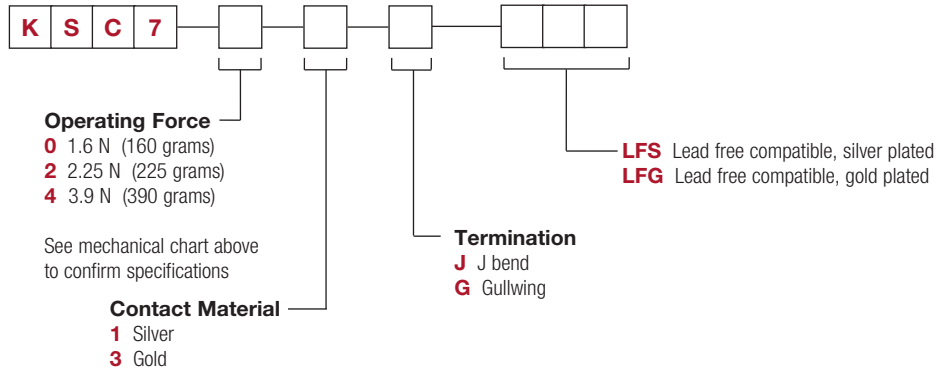 K S C 7
Operating Force
0 1.6 N (160 grams)
2 2.25 N (225 grams)
4 3.9 N (390 grams)
See mechanical chart above
to confirm specifications
Contact Material
1 Silver
3 Gold
Termination
J J bend
G Gullwing
LFS Lead free compatible, silver plated
LFG Lead free compatible, gold plated